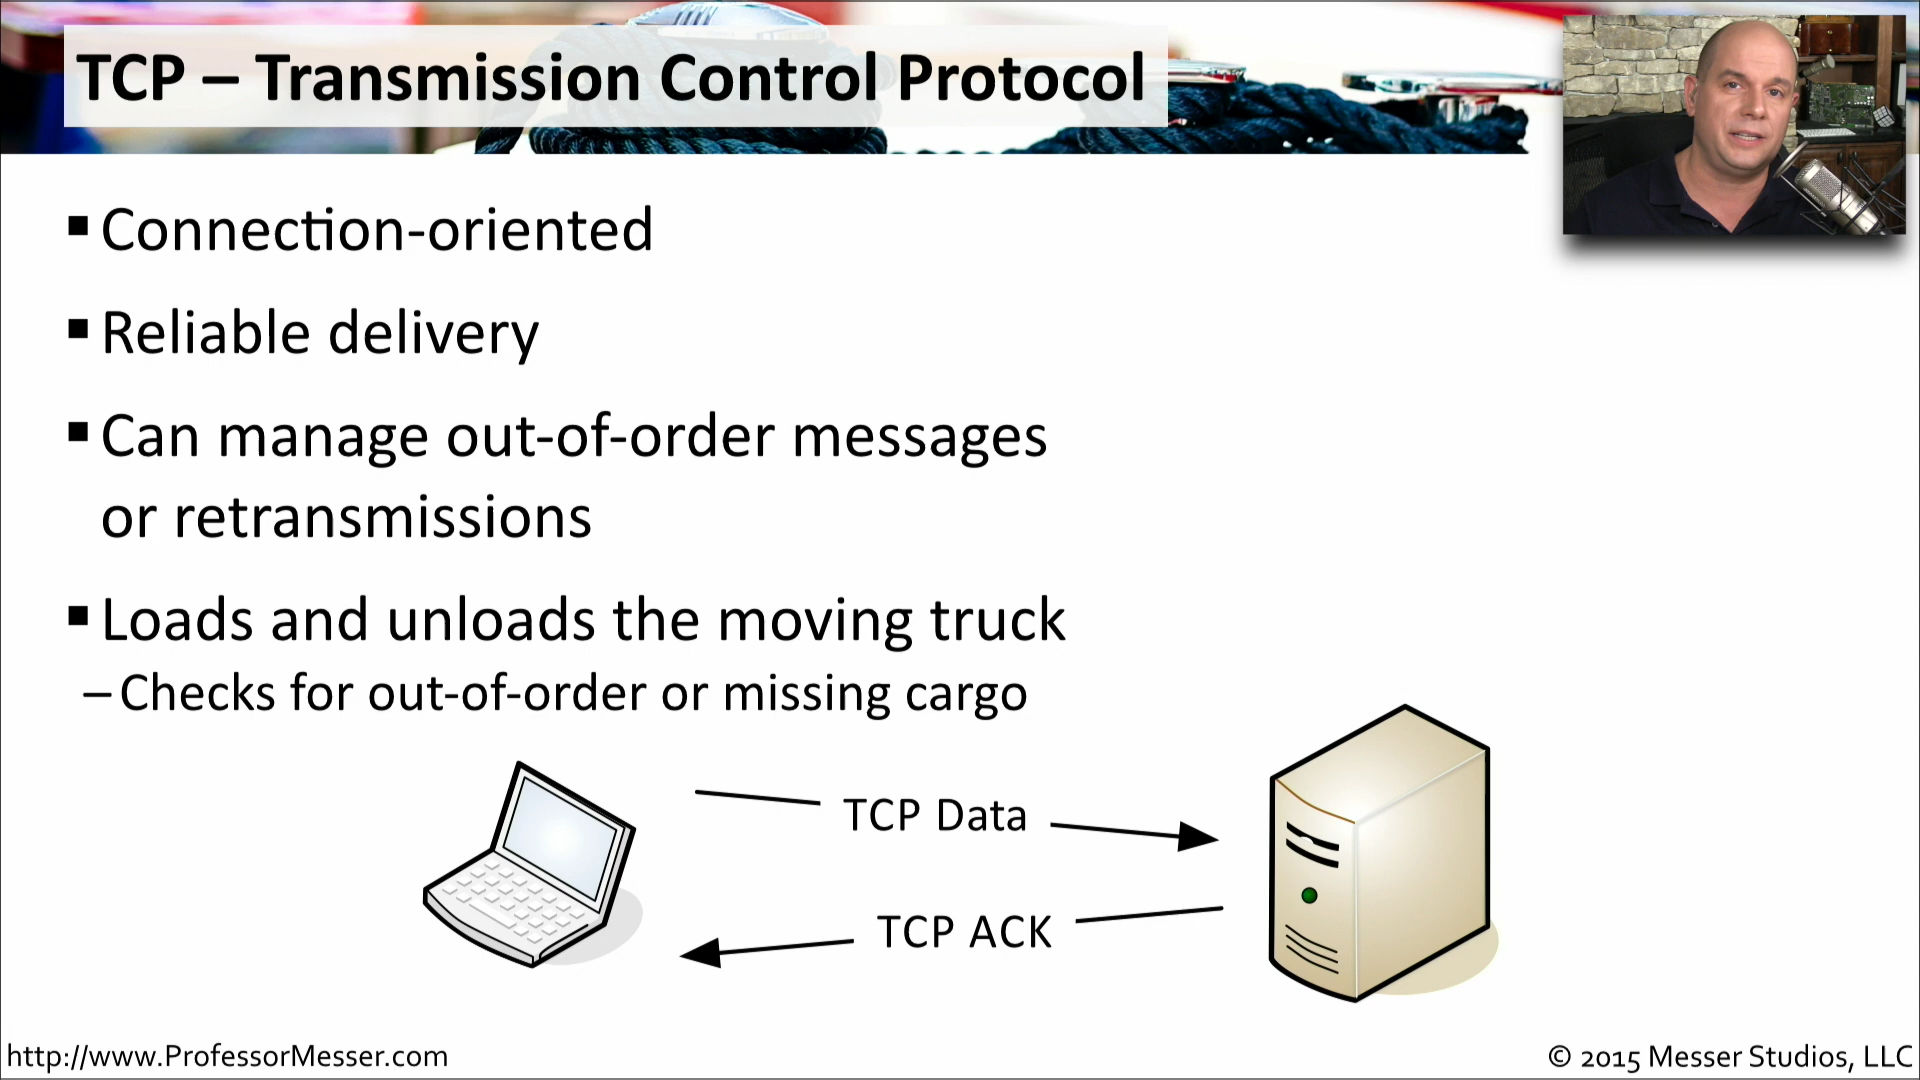 TCP – Transmission Control Protocol
▪ Connection-oriented
▪ Reliable delivery
▪ Can manage out-of-order messages
or retransmissions
▪ Loads and unloads the moving truck
– Checks for out-of-order or missing cargo
TCP Data
TCP ACK
http://www.ProfessorMesser.com
© 2015 Messer Studios, LLC